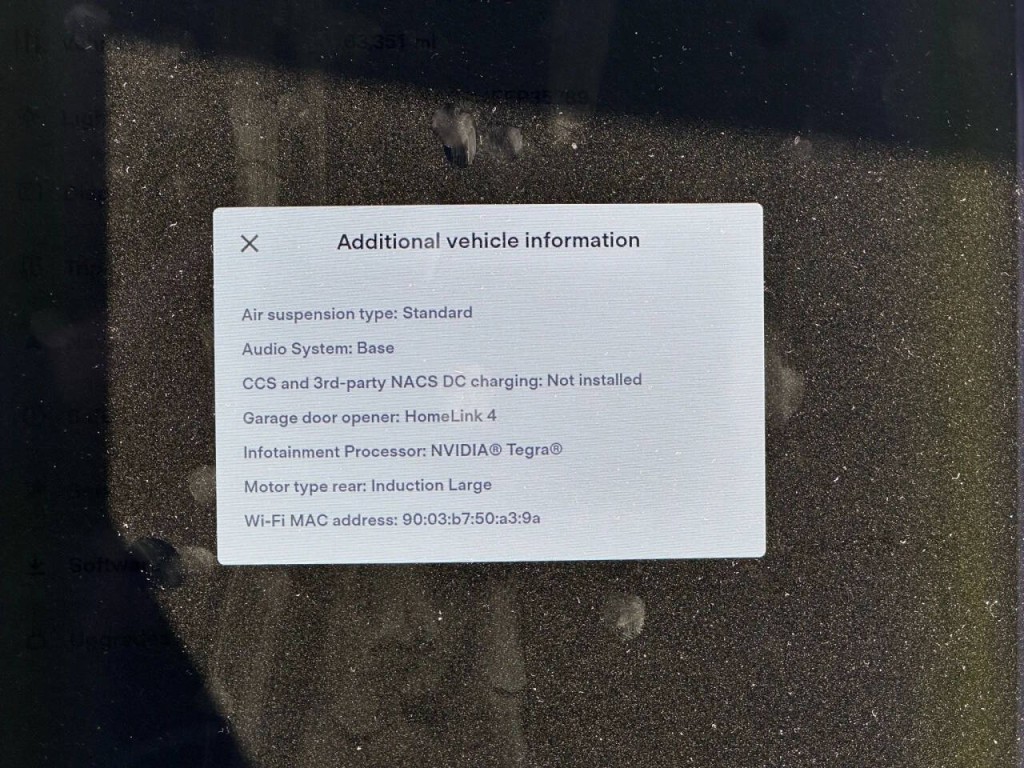 Additional vehicle information
Air suspension type: Standard
Audio System: Base
CCS and 3rd-party NACS DC charging: Not installed
Garage door opener: HomeLink 4
Infotainment Processor: NVIDIA® Tegra®
Motor type rear: Induction Large
Wi-Fi MAC address: 90:03:b7:50:a3:9a